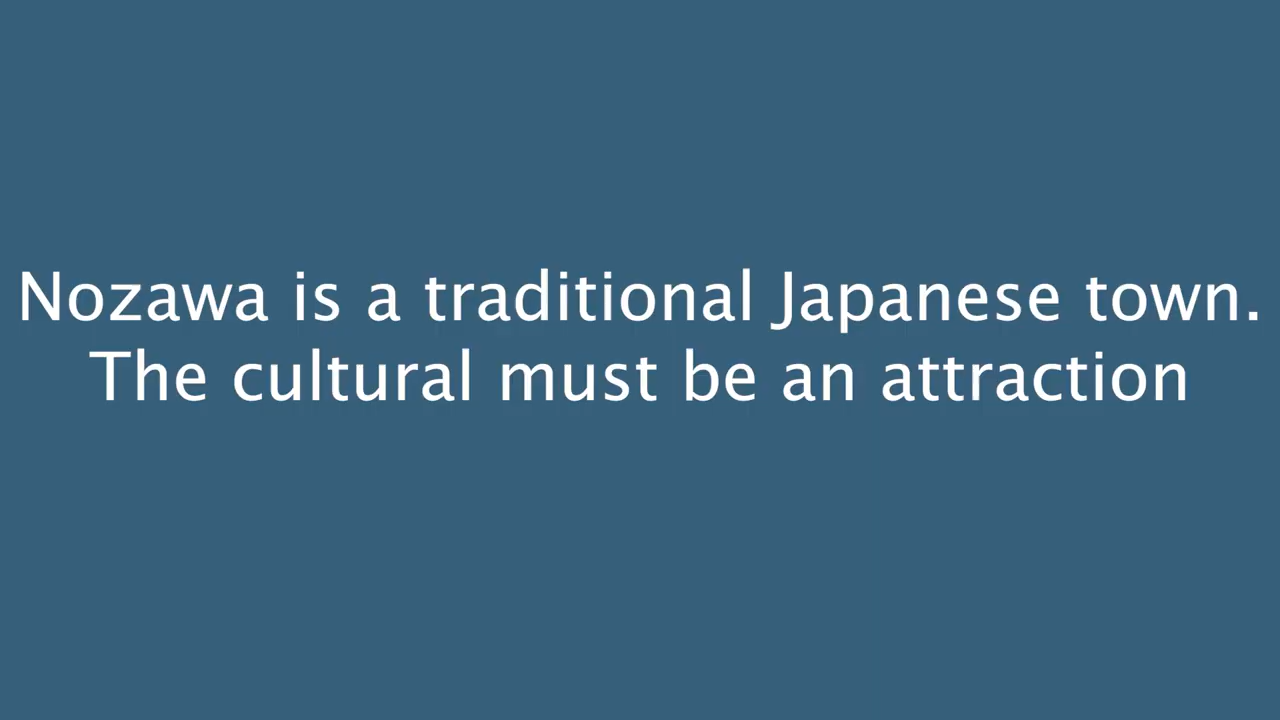 Nozawa is a traditional Japanese town.
The cultural must be an attraction